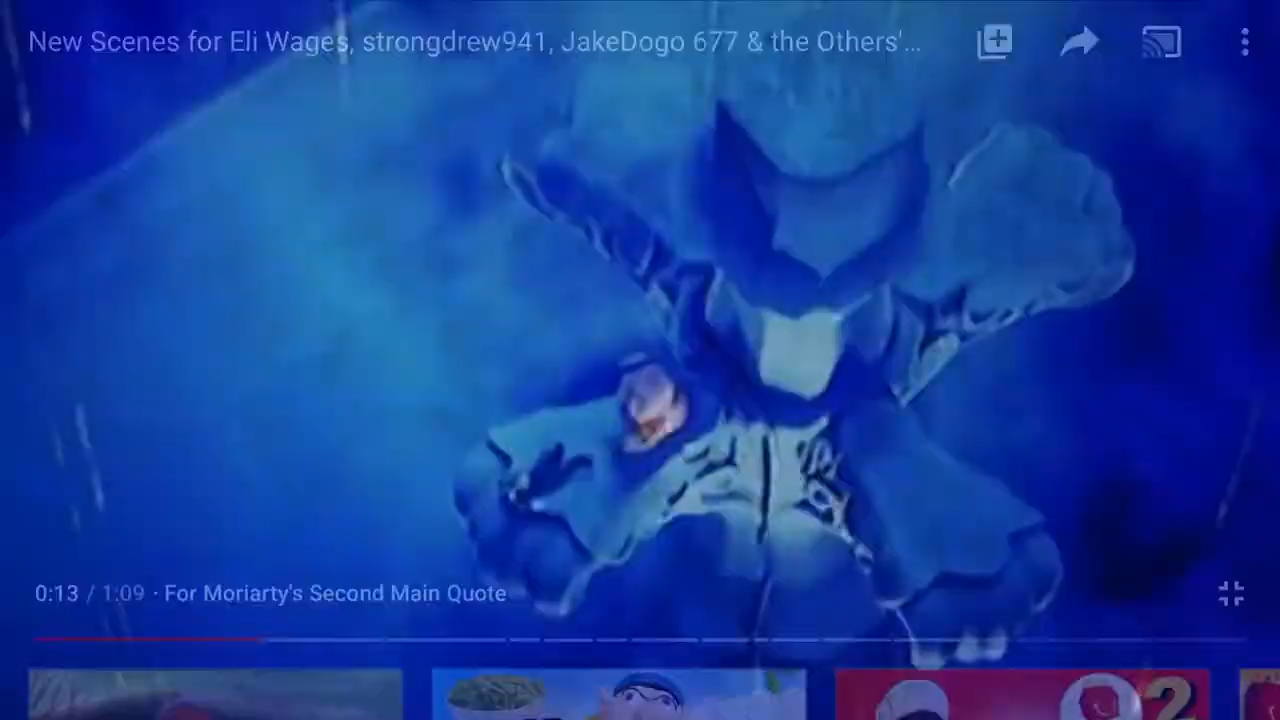 New Scenes for Eli Wages, strongdrew941, JakeDogo 677 & the Others'...
0:13 / 1:09 · For Moriarty's Second Main Quote
2